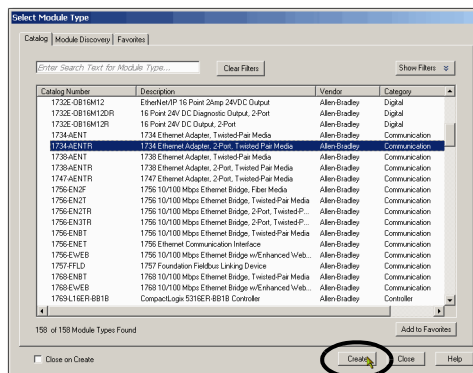 Select Module Type
Catalog Module Discovery Favorites
Enter Search Text for Module Type... Clear Filters Show Filters
Catalog Number Description Vendor Category
1732E-OB16M12 EtherNet/IP 16 Point 2Amp 24VDC Output Allen-Bradley Digital
1732E-OB16M12DR 16 Point 24V DC Diagnostic Output, 2-Port Allen-Bradley Digital
1732E-OB16M12R 16 Point 24V DC Output, 2-Port Allen-Bradley Digital
1734-AENT 1734 Ethernet Adapter, Twisted-Pair Media Allen-Bradley Communication
1734-AENTR 1734 Ethernet Adapter, 2-Port, Twisted-Pair Media Allen-Bradley Communication
1738-AENT 1738 Ethernet Adapter, Twisted-Pair Media Allen-Bradley Communication
1738-AENTR 1738 Ethernet Adapter, 2-Port, Twisted-Pair Media Allen-Bradley Communication
1747-AENTR 1747 Ethernet Adapter, 2-Port, Twisted-Pair Media Allen-Bradley Communication
1756-EN2F 1756 10/100 Mbps Ethernet Bridge, Fiber Media Allen-Bradley Communication
1756-EN2T 1756 10/100 Mbps Ethernet Bridge, Twisted-Pair Media Allen-Bradley Communication
1756-EN2TR 1756 10/100 Mbps Ethernet Bridge, 2-Port, Twisted-P... Allen-Bradley Communication
1756-EN3TR 1756 10/100 Mbps Ethernet Bridge, 2-Port, Twisted-P... Allen-Bradley Communication
1756-ENBT 1756 10/100 Mbps Ethernet Bridge, Twisted-Pair Media Allen-Bradley Communication
1756-ENET 1756 Ethernet Communication Interface Allen-Bradley Communication
1756-EWEB 1756 10/100 Mbps Ethernet Bridge w/Enhanced Web... Allen-Bradley Communication
1757-FFLD 1757 Foundation Fieldbus Linking Device Allen-Bradley Communication
1768-ENBT 1768 10/100 Mbps Ethernet Bridge, Twisted-Pair Media Allen-Bradley Communication
1768-EWEB 1768 10/100 Mbps Ethernet Bridge w/Enhanced Web... Allen-Bradley Communication
1769-L16ER-BB1B CompactLogix 5316ER-BB1B Controller Allen-Bradley Controller
158 of 158 Module Types Found Add to Favorites
Close on Create Create Close Help